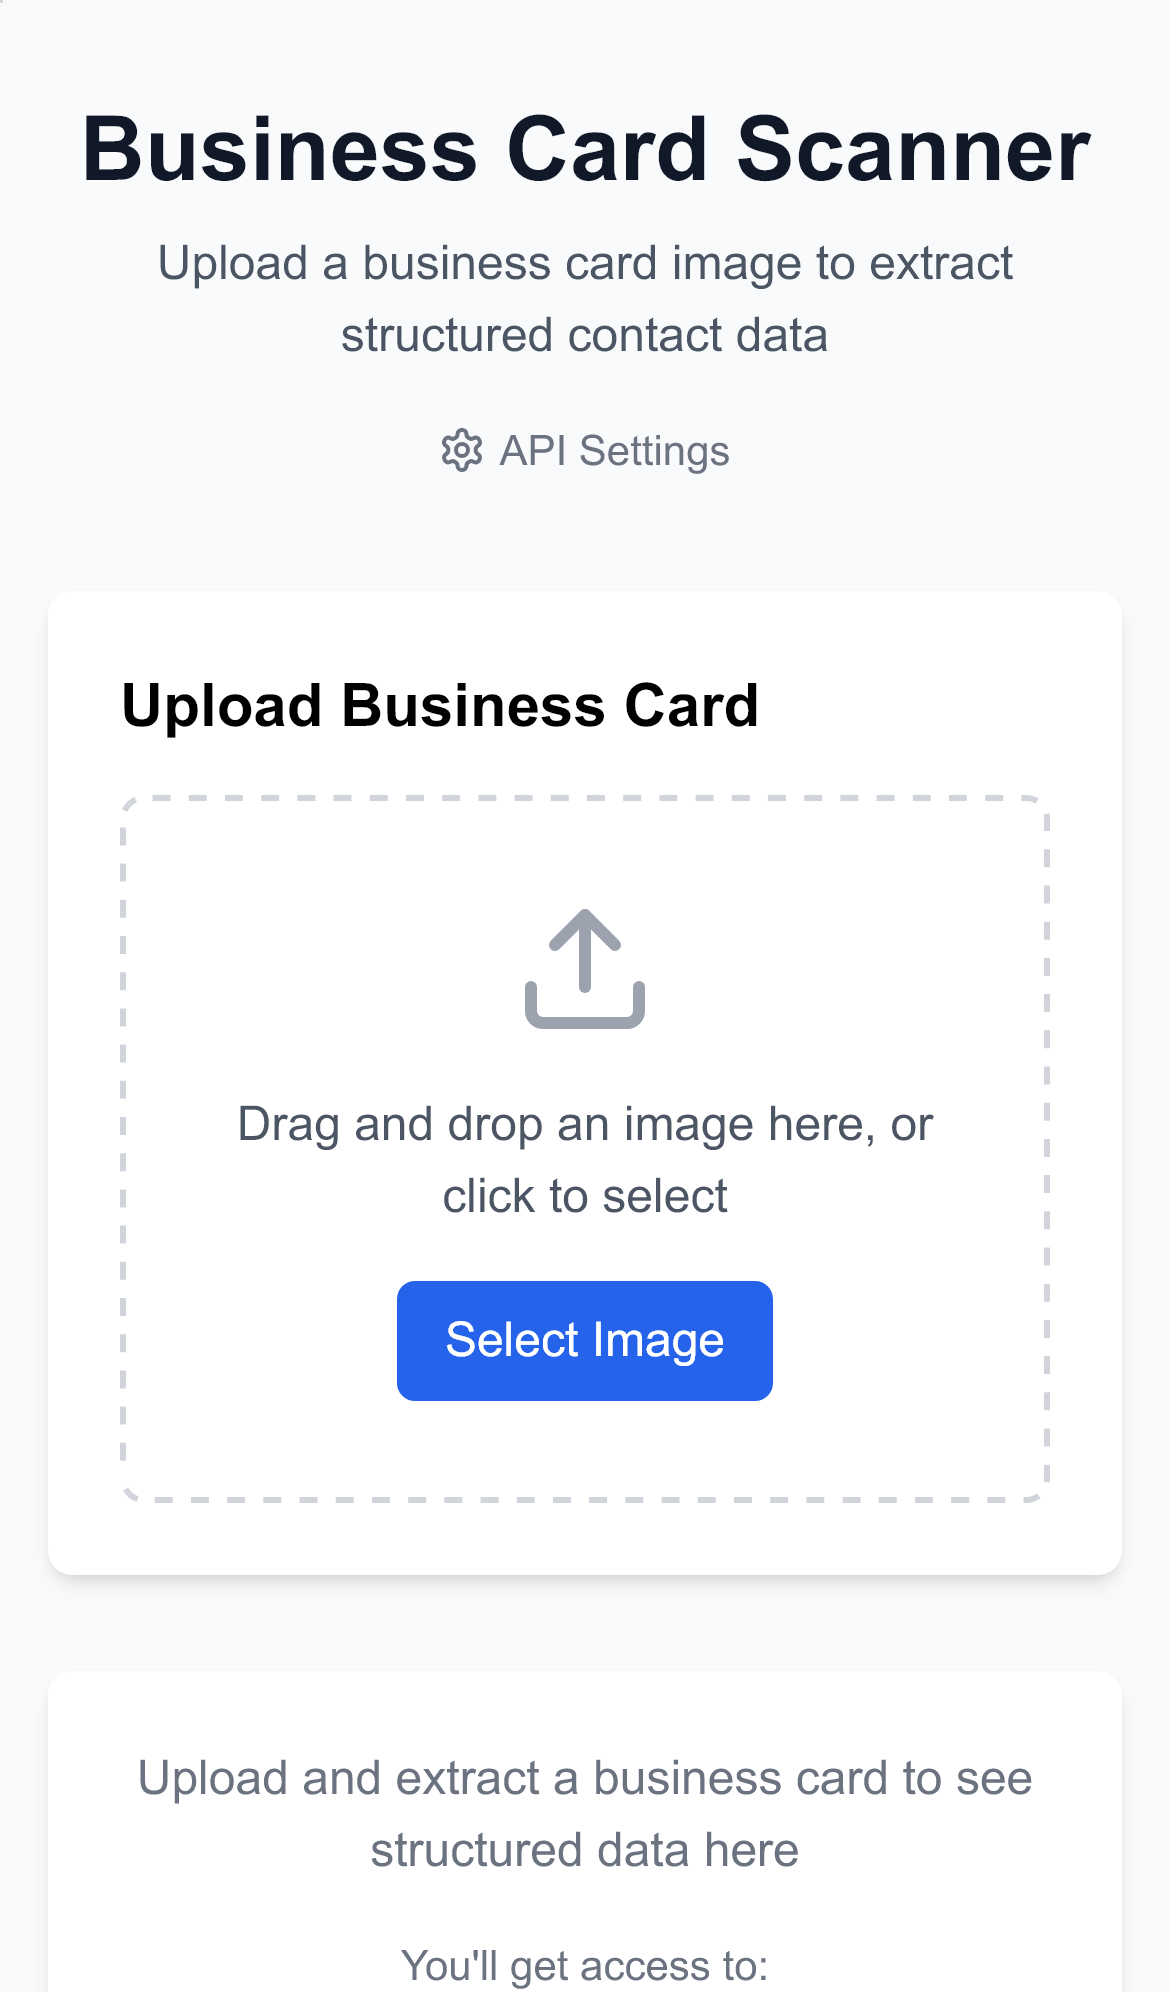 Business Card Scanner
Upload a business card image to extract
structured contact data
API Settings
Upload Business Card
Drag and drop an image here, or
click to select
Select Image
Upload and extract a business card to see
structured data here
You'll get access to: